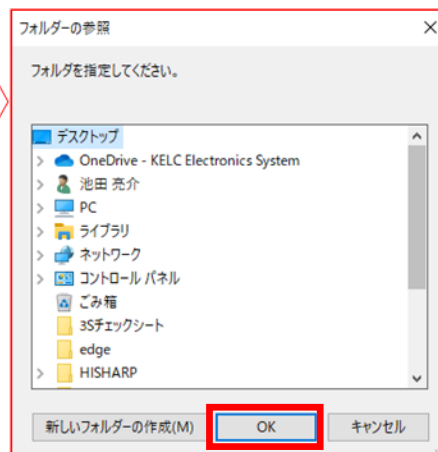 フォルダーの参照
フォルダを指定してください。
デスクトップ
OneDrive - KELC Electronics System
池田 亮介
PC
ライブラリ
ネットワーク
コントロール パネル
ごみ箱
3Sチェックシート
edge
HISHARP
新しいフォルダーの作成(M) OK キャンセル